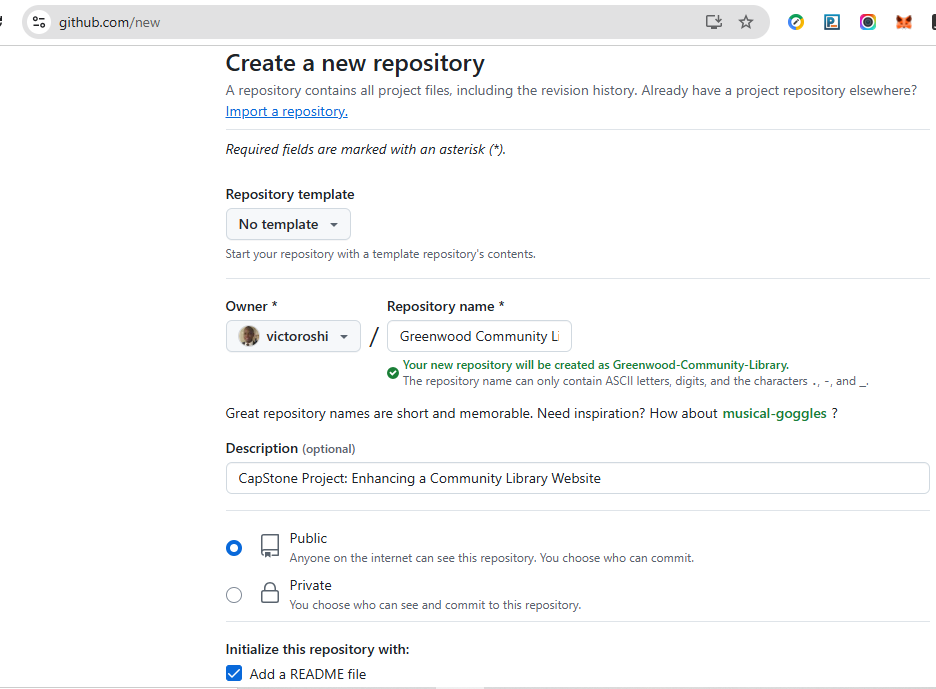 github.com/new
Create a new repository
A repository contains all project files, including the revision history. Already have a project repository elsewhere?
Import a repository.
Required fields are marked with an asterisk (*).
Repository template
No template
Start your repository with a template repository's contents.
Owner *
Repository name *
victoroshi
/
Greenwood Community Li
Your new repository will be created as Greenwood-Community-Library.
The repository name can only contain ASCII letters, digits, and the characters ., -, and _.
Great repository names are short and memorable. Need inspiration? How about musical-goggles ?
Description (optional)
CapStone Project: Enhancing a Community Library Website
Public
Anyone on the internet can see this repository. You choose who can commit.
Private
You choose who can see and commit to this repository.
Initialize this repository with:
Add a README file